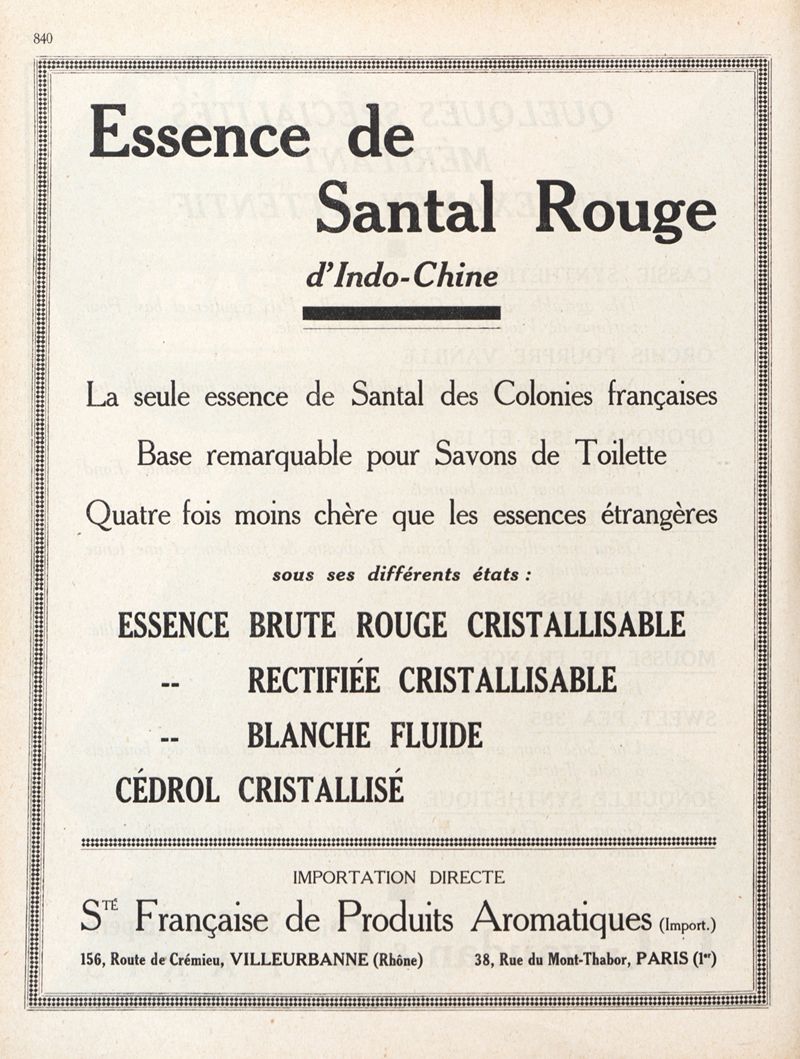 840
Essence de
Santal Rouge
d'Indo-Chine
La seule essence de Santal des Colonies françaises
Base remarquable pour Savons de Toilette
Quatre fois moins chère que les essences étrangères
sous ses différents états :
ESSENCE BRUTE ROUGE CRISTALLISABLE
-- RECTIFIÉE CRISTALLISABLE
-- BLANCHE FLUIDE
CÉDROL CRISTALLISÉ
IMPORTATION DIRECTE
STÉ Française de Produits Aromatiques (Import.)
156, Route de Crémieu, VILLEURBANNE (Rhône) 38, Rue du Mont-Thabor, PARIS (Ier)